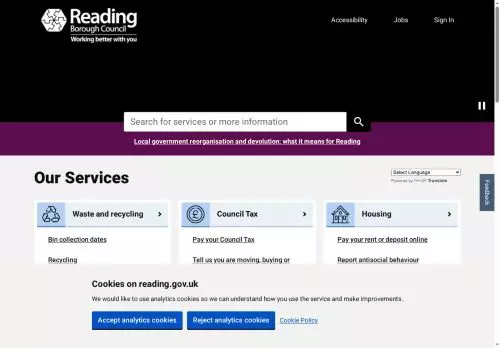 Reading
Borough Council
Working better with you
Accessibility
Jobs
Sign In
Search for services or more information
Local government reorganisation and devolution: what it means for Reading
Our Services
Select Language
Powered by Google Translate
Feedback
Waste and recycling
Council Tax
Housing
Bin collection dates
Pay your Council Tax
Pay your rent or deposit online
Recycling
Tell us you are moving, buying or
Report antisocial behaviour
Cookies on reading.gov.uk
We would like to use analytics cookies so we can understand how you use the service and make improvements.
Accept analytics cookies
Reject analytics cookies
Cookie Policy